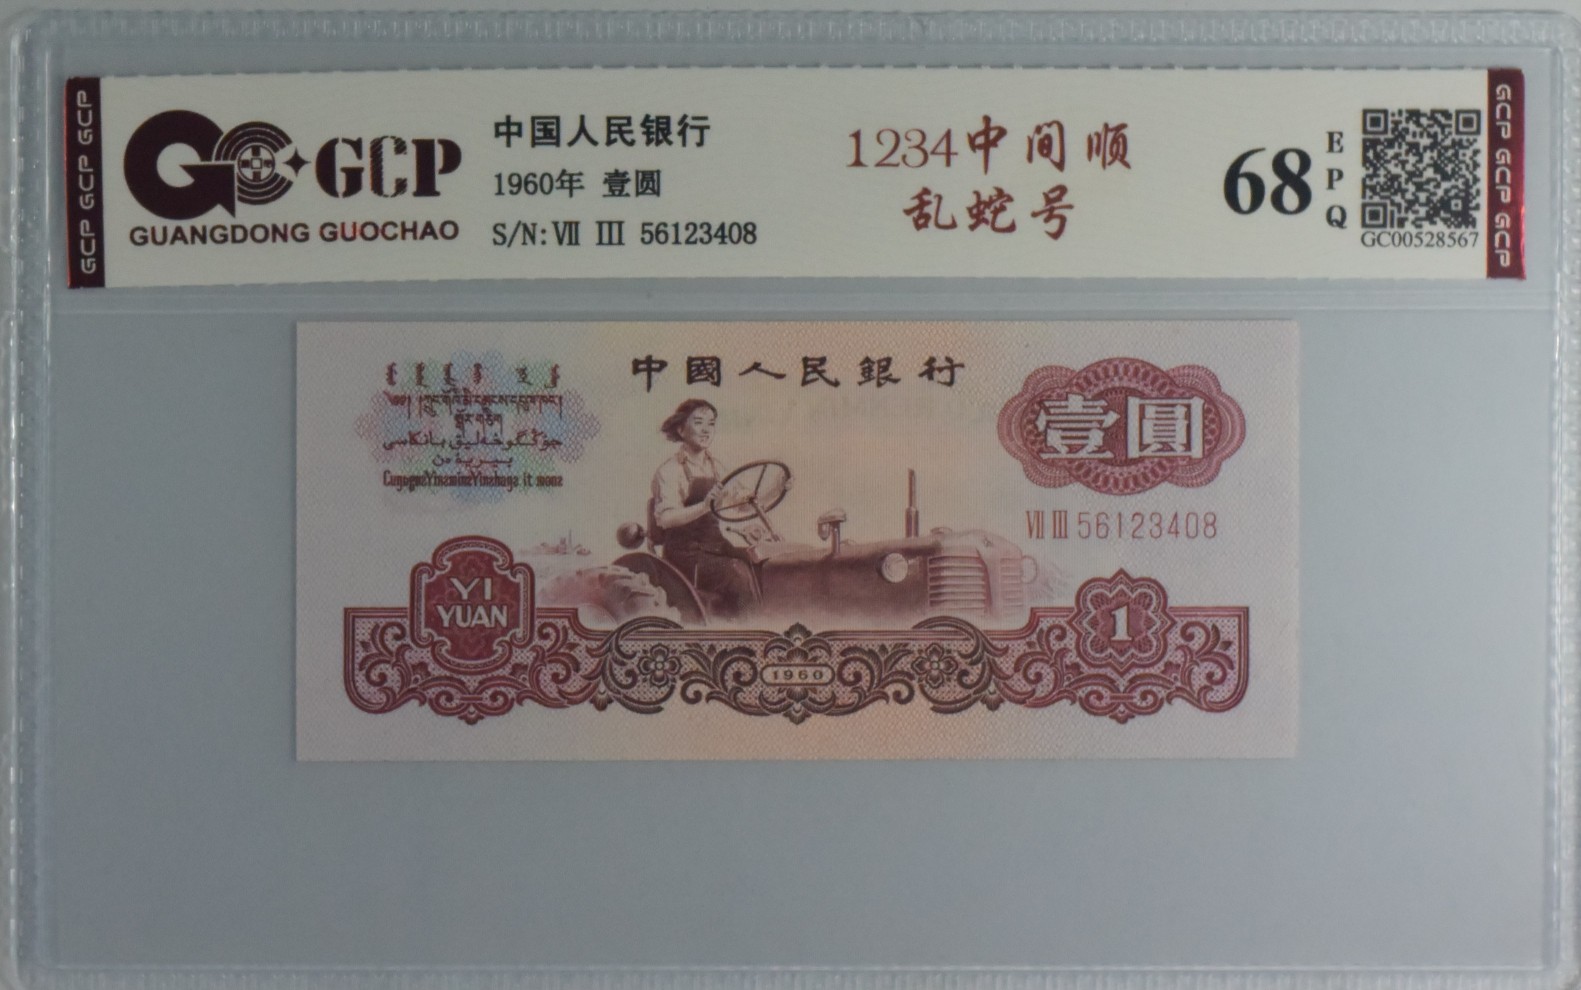 GCP GCP GCP
GCP
GUANGDONG GUOCHAO
中国人民银行
1960年 壹圆
S/N: Ⅶ Ⅲ 56123408
1234中间顺
乱蛇号
68
EPQ
GC00528567
GCP GCP GCP
中國人民銀行
壹圓
Ⅶ Ⅲ 56123408
YI
YUAN
1960
1